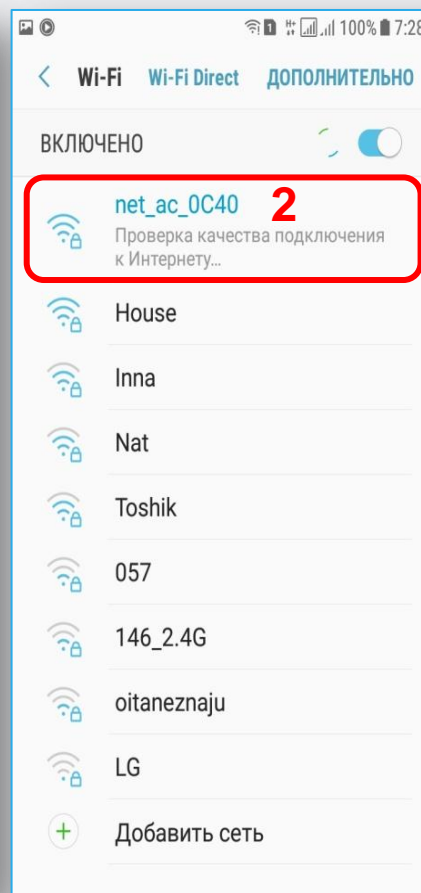 100% 7:28
Wi-Fi Wi-Fi Direct ДОПОЛНИТЕЛЬНО
ВКЛЮЧЕНО
net_ac_0C40 2
Проверка качества подключения
к Интернету...
House
Inna
Nat
Toshik
057
146_2.4G
oitaneznaju
LG
Добавить сеть